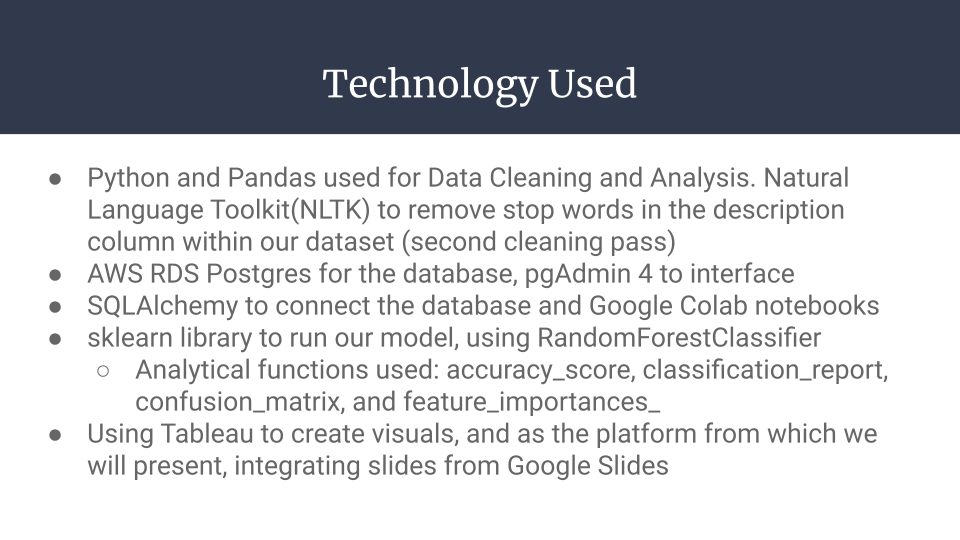 Technology Used
● Python and Pandas used for Data Cleaning and Analysis. Natural
Language Toolkit(NLTK) to remove stop words in the description
column within our dataset (second cleaning pass)
● AWS RDS Postgres for the database, pgAdmin 4 to interface
● SQLAlchemy to connect the database and Google Colab notebooks
● sklearn library to run our model, using RandomForestClassifier
○ Analytical functions used: accuracy_score, classification_report,
confusion_matrix, and feature_importances_
● Using Tableau to create visuals, and as the platform from which we
will present, integrating slides from Google Slides